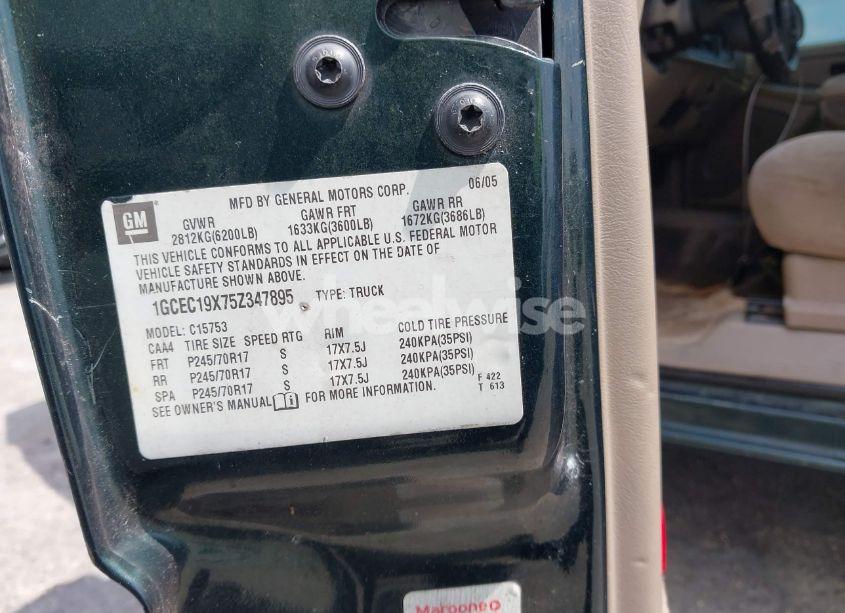 MFD BY GENERAL MOTORS CORP. 06/05
GM
GVWR GAWR FRT GAWR RR
2812KG(6200LB) 1633KG(3600LB) 1672KG(3686LB)
THIS VEHICLE CONFORMS TO ALL APPLICABLE U.S. FEDERAL MOTOR
VEHICLE SAFETY STANDARDS IN EFFECT ON THE DATE OF
MANUFACTURE SHOWN ABOVE.
1GCEC19X75Z347895 TYPE: TRUCK
MODEL: C15753
CAA4 TIRE SIZE SPEED RTG RIM COLD TIRE PRESSURE
FRT P245/70R17 S 17X7.5J 240KPA(35PSI)
RR P245/70R17 S 17X7.5J 240KPA(35PSI)
SPA P245/70R17 S 17X7.5J 240KPA(35PSI)
SEE OWNER'S MANUAL FOR MORE INFORMATION.
F 422
T 613
wheelwise
Maroone